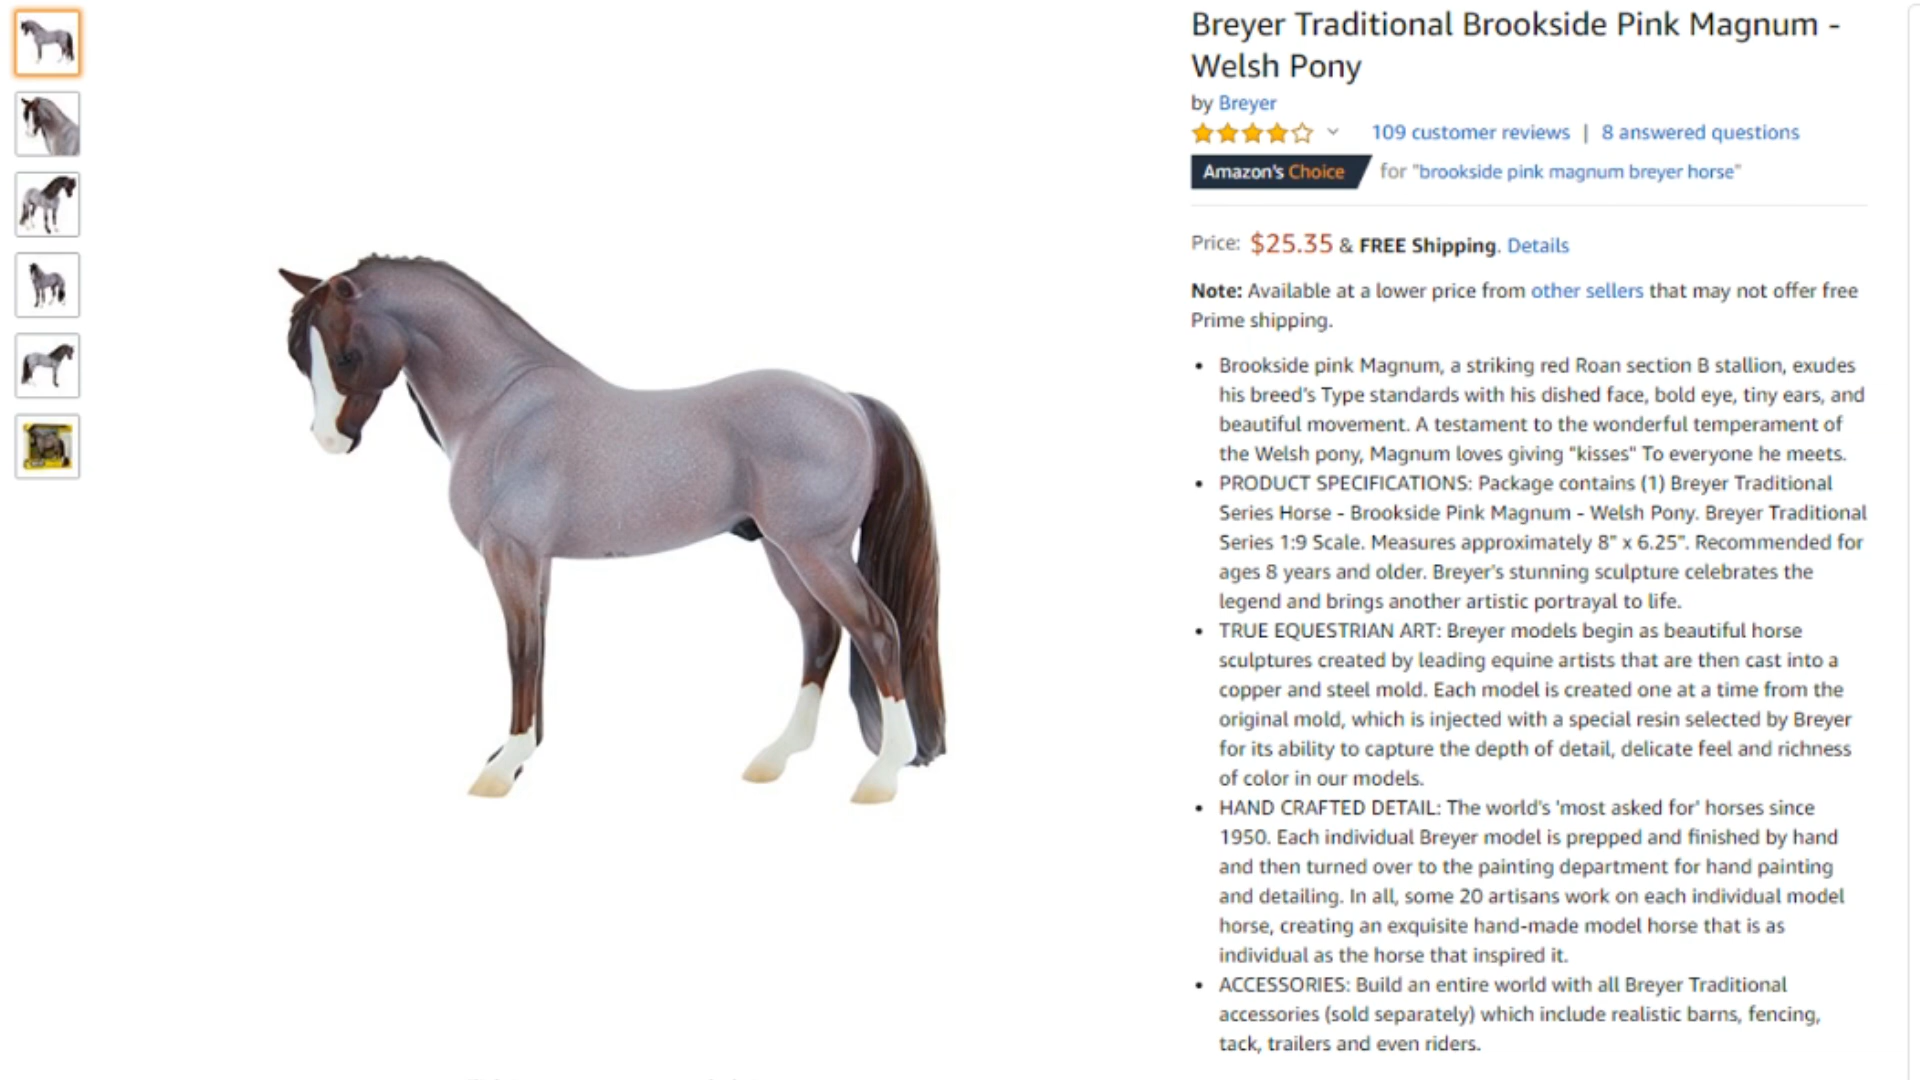 Breyer Traditional Brookside Pink Magnum -
Welsh Pony
by Breyer
109 customer reviews | 8 answered questions
Amazon's Choice for "brookside pink magnum breyer horse"
Price: $25.35 & FREE Shipping. Details
Note: Available at a lower price from other sellers that may not offer free
Prime shipping.
• Brookside pink Magnum, a striking red Roan section B stallion, exudes
his breed's Type standards with his dished face, bold eye, tiny ears, and
beautiful movement. A testament to the wonderful temperament of
the Welsh pony, Magnum loves giving "kisses" To everyone he meets.
• PRODUCT SPECIFICATIONS: Package contains (1) Breyer Traditional
Series Horse - Brookside Pink Magnum - Welsh Pony. Breyer Traditional
Series 1:9 Scale. Measures approximately 8" x 6.25". Recommended for
ages 8 years and older. Breyer's stunning sculpture celebrates the
legend and brings another artistic portrayal to life.
• TRUE EQUESTRIAN ART: Breyer models begin as beautiful horse
sculptures created by leading equine artists that are then cast into a
copper and steel mold. Each model is created one at a time from the
original mold, which is injected with a special resin selected by Breyer
for its ability to capture the depth of detail, delicate feel and richness
of color in our models.
• HAND CRAFTED DETAIL: The world's 'most asked for' horses since
1950. Each individual Breyer model is prepped and finished by hand
and then turned over to the painting department for hand painting
and detailing. In all, some 20 artisans work on each individual model
horse, creating an exquisite hand-made model horse that is as
individual as the horse that inspired it.
• ACCESSORIES: Build an entire world with all Breyer Traditional
accessories (sold separately) which include realistic barns, fencing,
tack, trailers and even riders.